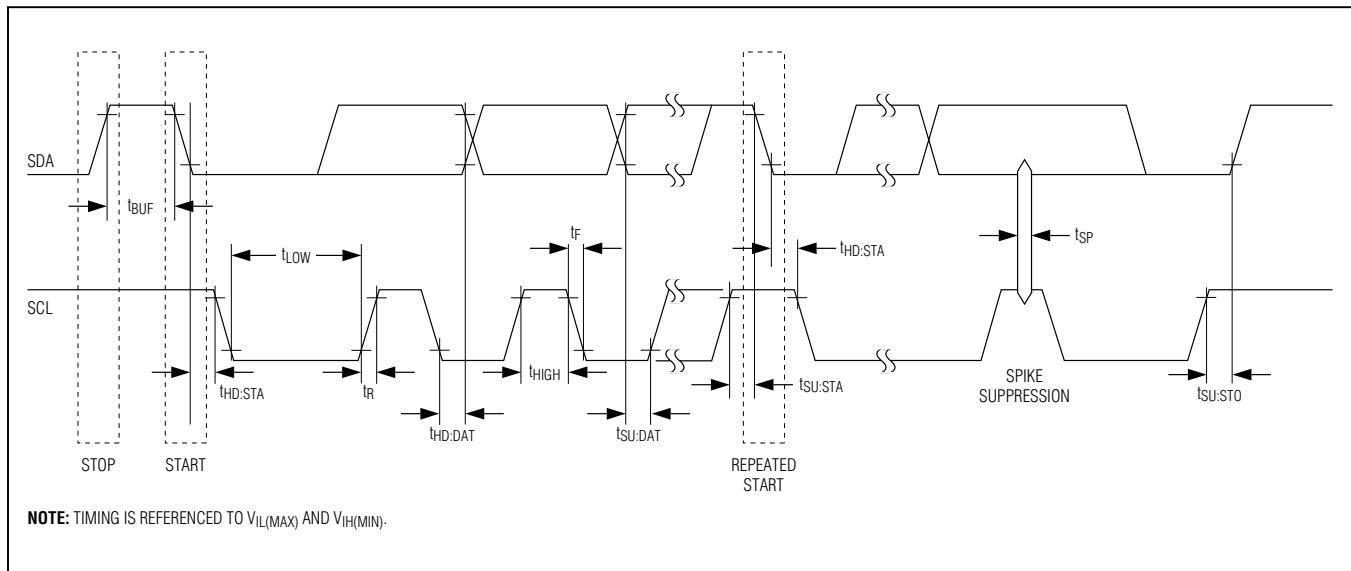 SDA
tBUF
tF
tSP
tLOW
tHD:STA
SCL
tHD:STA
tR
tHIGH
tSU:STA
SPIKE
SUPPRESSION
tSU:STO
tHD:DAT
tSU:DAT
STOP
START
REPEATED
START
NOTE: TIMING IS REFERENCED TO VIL(MAX) AND VIH(MIN).